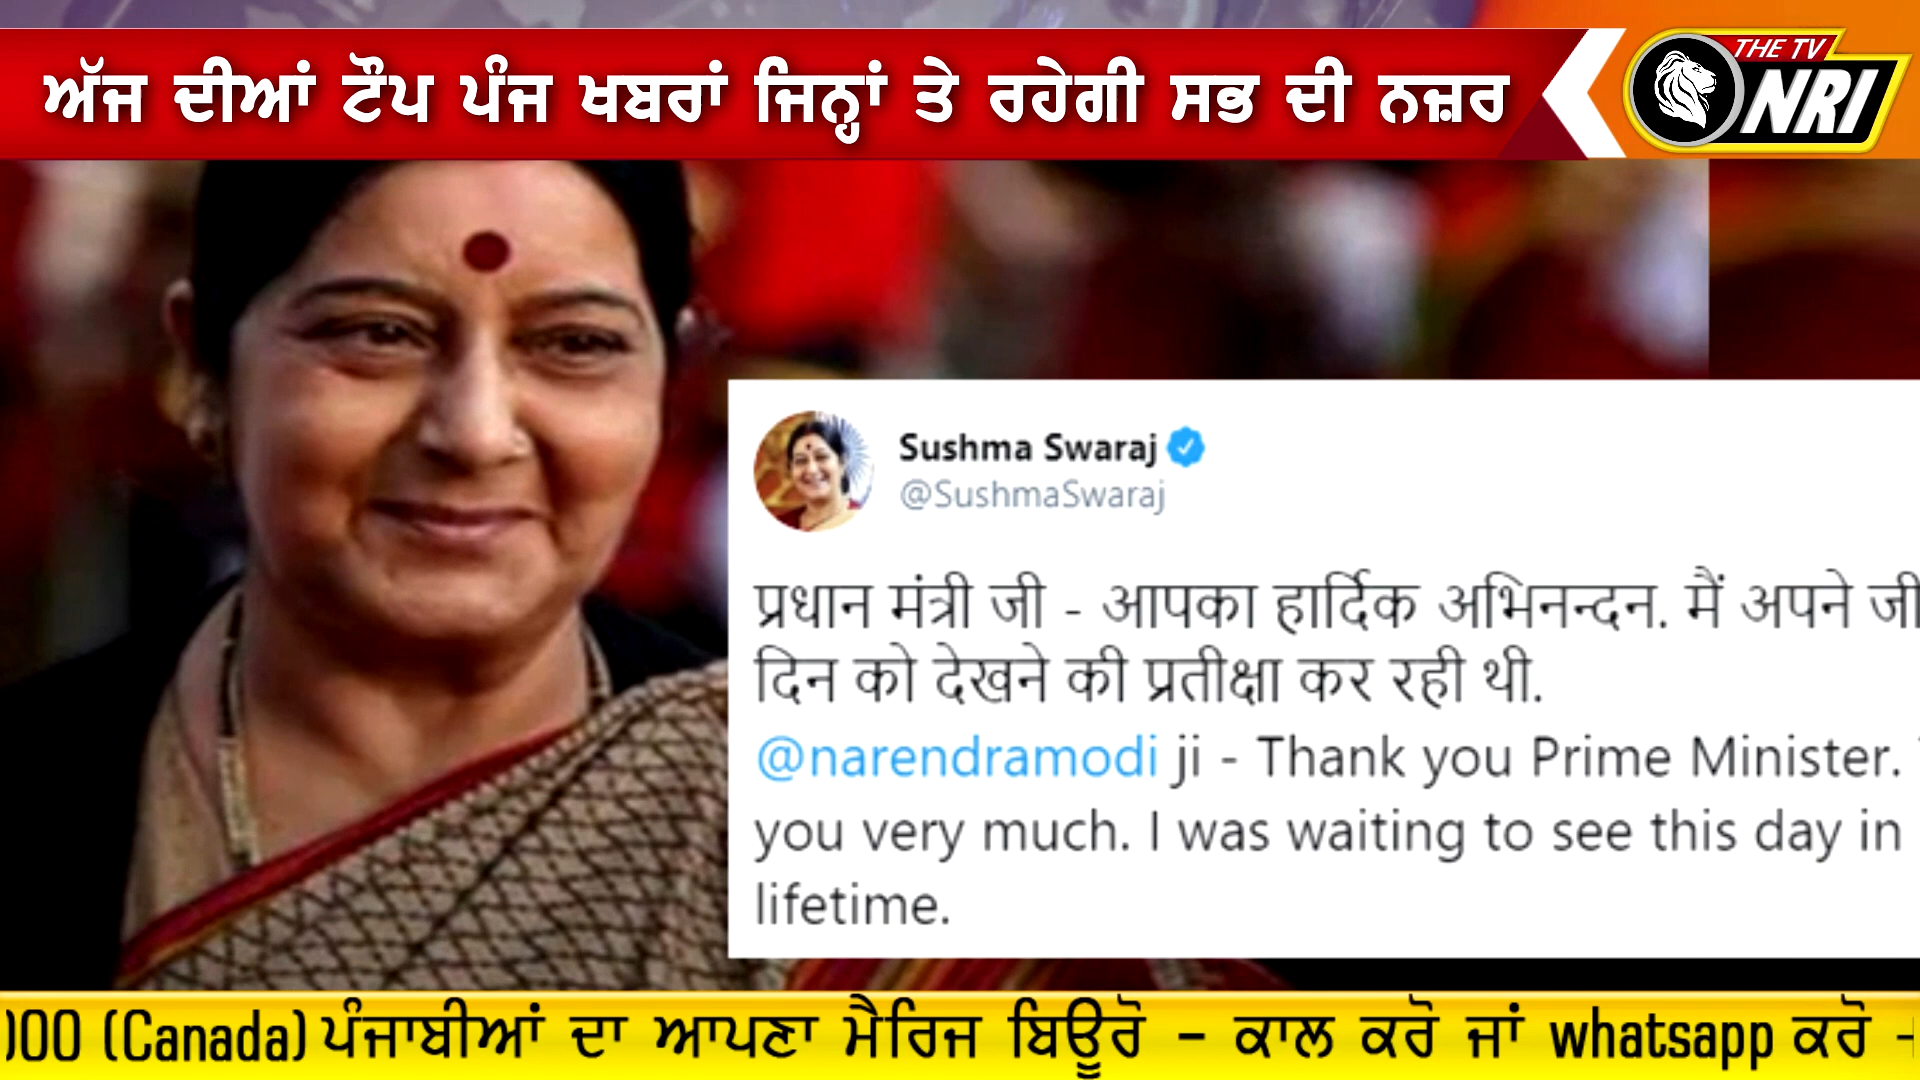 ਅੱਜ ਦੀਆਂ ਟੌਪ ਪੰਜ ਖਬਰਾਂ ਜਿਨ੍ਹਾਂ ਤੇ ਰਹੇਗੀ ਸਭ ਦੀ ਨਜ਼ਰ
THE TV
NRI
Sushma Swaraj
@SushmaSwaraj
प्रधान मंत्री जी - आपका हार्दिक अभिनन्दन. मैं अपने जी
दिन को देखने की प्रतीक्षा कर रही थी.
@narendramodi ji - Thank you Prime Minister.
you very much. I was waiting to see this day in
lifetime.
000 (Canada) ਪੰਜਾਬੀਆਂ ਦਾ ਆਪਣਾ ਮੈਰਿਜ ਬਿਊਰੋ - ਕਾਲ ਕਰੋ ਜਾਂ whatsapp ਕਰੋ -